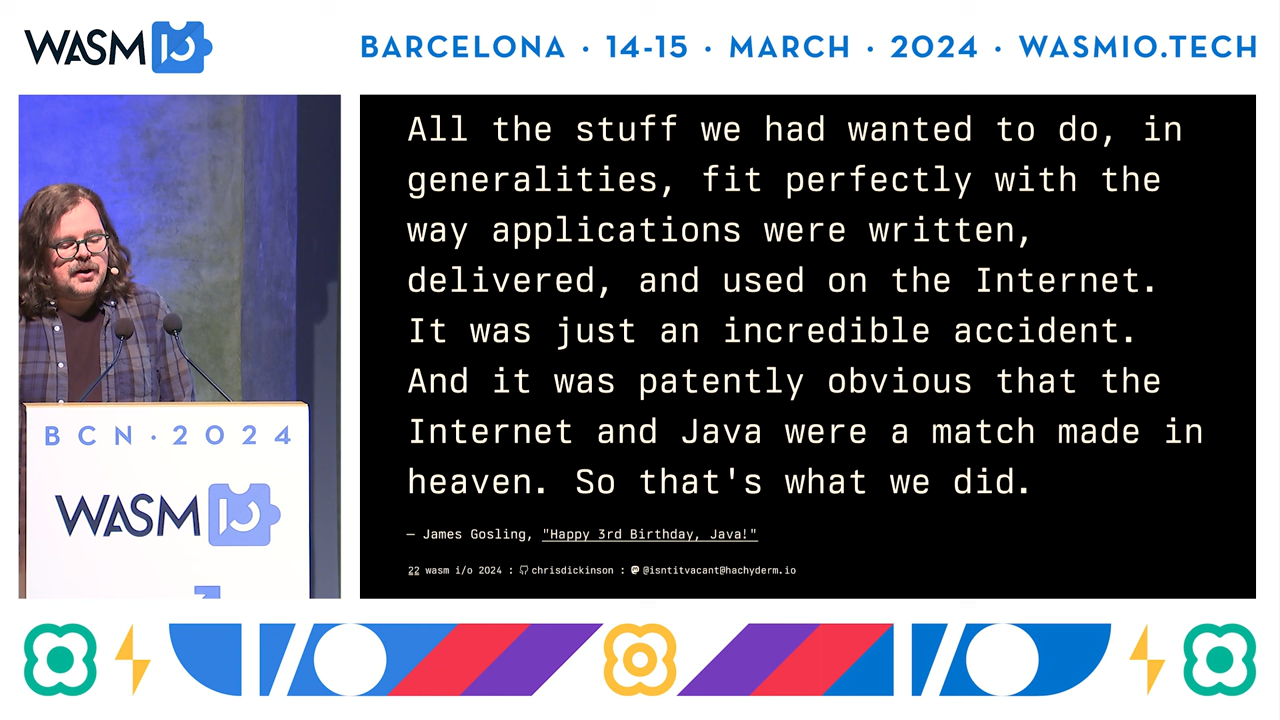 WASM IO
BARCELONA · 14-15 · MARCH · 2024 · WASMIO.TECH
All the stuff we had wanted to do, in
generalities, fit perfectly with the
way applications were written,
delivered, and used on the Internet.
It was just an incredible accident.
And it was patently obvious that the
Internet and Java were a match made in
heaven. So that's what we did.
— James Gosling, "Happy 3rd Birthday, Java!"
22 wasm i/o 2024 : chrisdickinson : @isntitvacant@hachyderm.io
BCN·2024
WASM IO
I/O
I/O